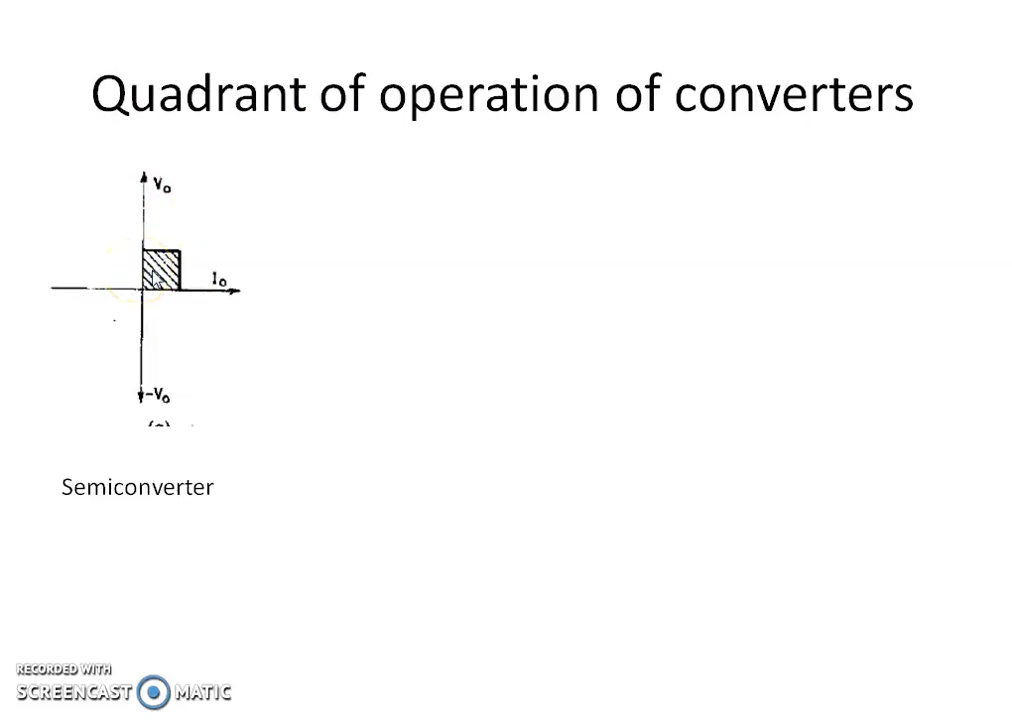 Quadrant of operation of converters
Vo
Io
-Vo
Semiconverter
RECORDED WITH
SCREENCAST MATIC